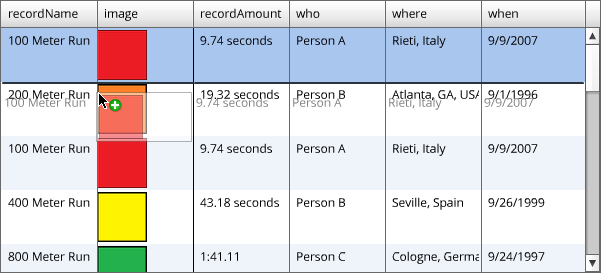 recordName image recordAmount who where when
100 Meter Run 9.74 seconds Person A Rieti, Italy 9/9/2007
200 Meter Run 19.32 seconds Person B Atlanta, GA, USA 9/1/1996
100 Meter Run 9.74 seconds Person A Rieti, Italy 9/9/2007
100 Meter Run 9.74 seconds Person A Rieti, Italy 9/9/2007
400 Meter Run 43.18 seconds Person B Seville, Spain 9/26/1999
800 Meter Run 1:41.11 Person C Cologne, Germa 9/24/1997